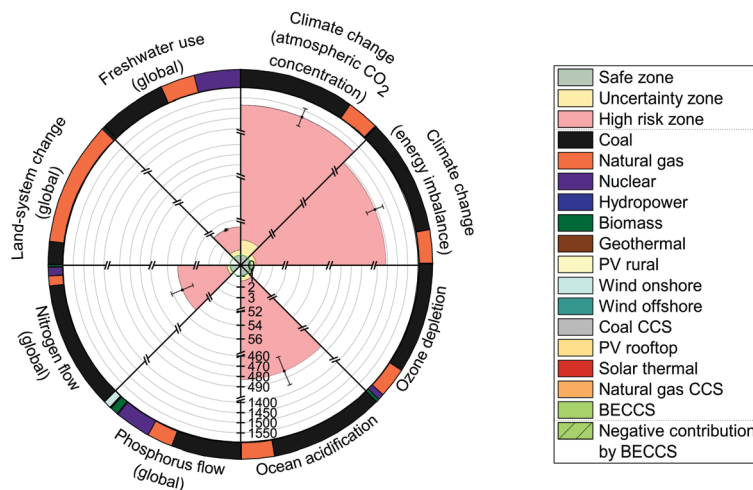 Climate change
(atmospheric CO2
concentration)
Freshwater use
(global)
Climate change
(energy imbalance)
Land-system change
(global)
Nitrogen flow
(global)
Phosphorus flow
(global)
Ocean acidification
Ozone depletion
0
1
2
3
52
54
56
460
470
480
490
1400
1450
1500
1550
Safe zone
Uncertainty zone
High risk zone
Coal
Natural gas
Nuclear
Hydropower
Biomass
Geothermal
PV rural
Wind onshore
Wind offshore
Coal CCS
PV rooftop
Solar thermal
Natural gas CCS
BECCS
Negative contribution
by BECCS